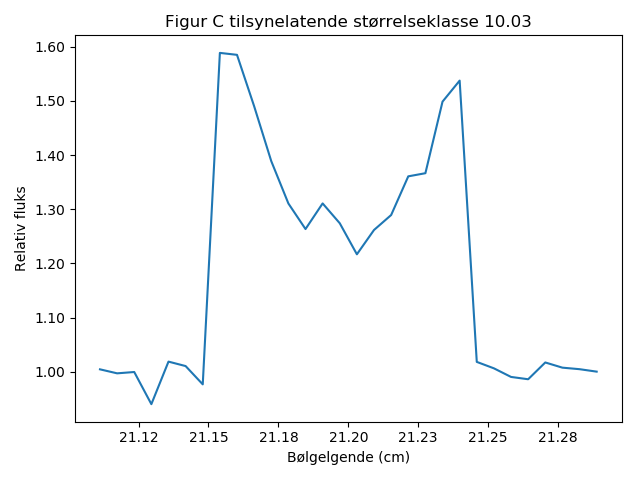 Figur C tilsynelatende størrelseklasse 10.03
Relativ fluks
1.60
1.50
1.40
1.30
1.20
1.10
1.00
21.12 21.15 21.18 21.20 21.23 21.25 21.28
Bølgelgende (cm)